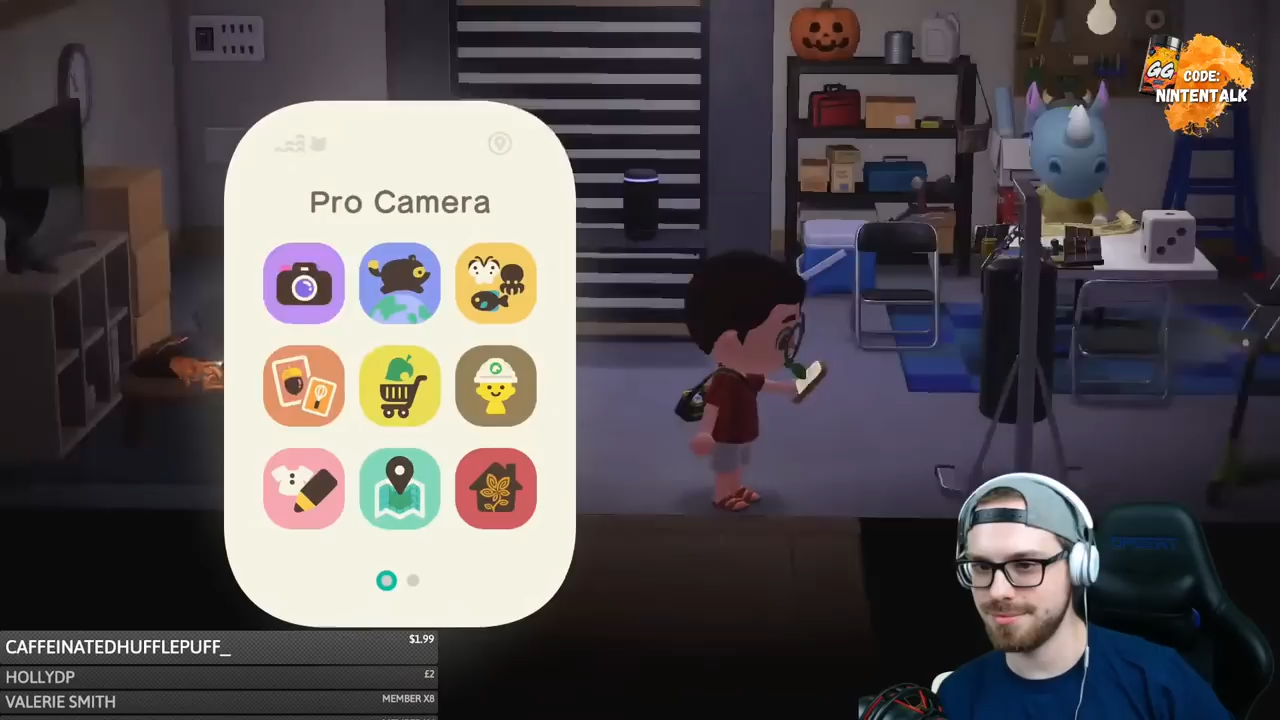 GG
CODE:
NINTENTALK
Pro Camera
CAFFEINATEDHUFFLEPUFF_ $1.99
HOLLYDP £2
VALERIE SMITH MEMBER X8